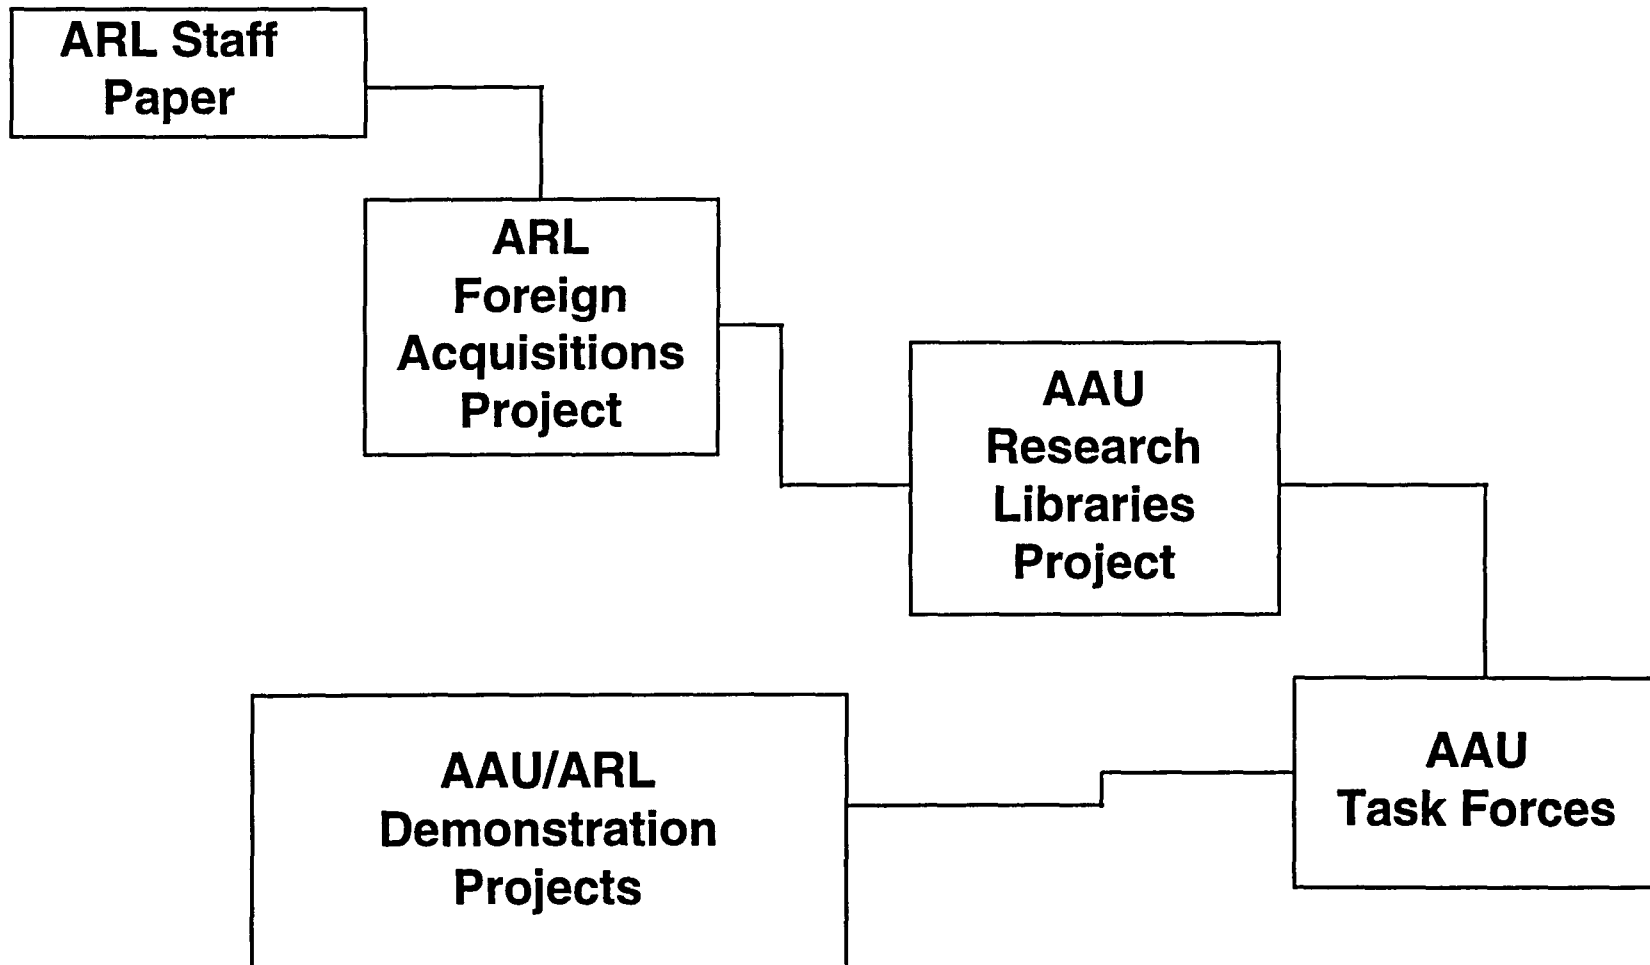 ARL Staff
Paper
ARL
Foreign
Acquisitions
Project
AAU
Research
Libraries
Project
AAU
Task Forces
AAU/ARL
Demonstration
Projects